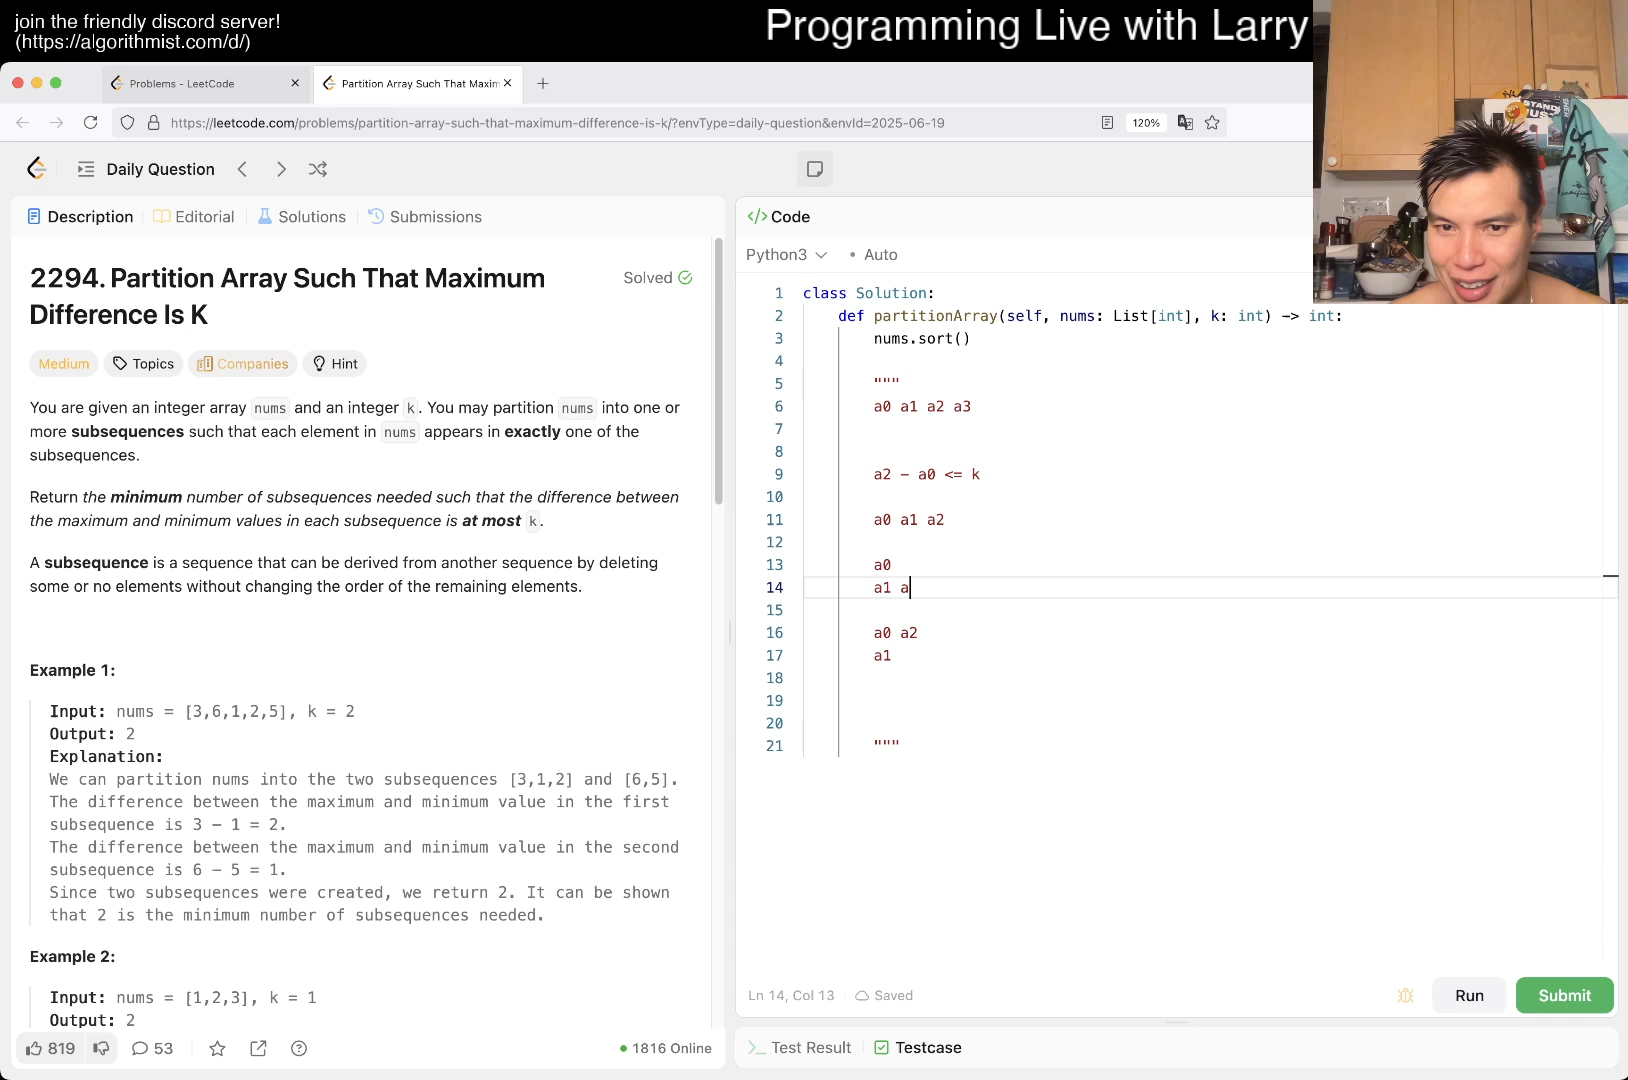 join the friendly discord server!
(https://algorithmist.com/d/)
Programming Live with Larry
Problems - LeetCode
Partition Array Such That Maxim
https://leetcode.com/problems/partition-array-such-that-maximum-difference-is-k/?envType=daily-question&envId=2025-06-19
120%
Daily Question
Description
Editorial
Solutions
Submissions
2294. Partition Array Such That Maximum
Difference Is K
Solved
Medium
Topics
Companies
Hint
You are given an integer array nums and an integer k. You may partition nums into one or
more subsequences such that each element in nums appears in exactly one of the
subsequences.
Return the minimum number of subsequences needed such that the difference between
the maximum and minimum values in each subsequence is at most k.
A subsequence is a sequence that can be derived from another sequence by deleting
some or no elements without changing the order of the remaining elements.
Example 1:
Input: nums = [3,6,1,2,5], k = 2
Output: 2
Explanation:
We can partition nums into the two subsequences [3,1,2] and [6,5].
The difference between the maximum and minimum value in the first
subsequence is 3 - 1 = 2.
The difference between the maximum and minimum value in the second
subsequence is 6 - 5 = 1.
Since two subsequences were created, we return 2. It can be shown
that 2 is the minimum number of subsequences needed.
Example 2:
Input: nums = [1,2,3], k = 1
Output: 2
819
53
1816 Online
</> Code
Python3
• Auto
1 class Solution:
2 def partitionArray(self, nums: List[int], k: int) -> int:
3 nums.sort()
4
5 """
6 a0 a1 a2 a3
7
8
9 a2 - a0 <= k
10
11 a0 a1 a2
12
13 a0
14 a1 a
15
16 a0 a2
17 a1
18
19
20
21 """
Ln 14, Col 13
Saved
Run
Submit
Test Result
Testcase